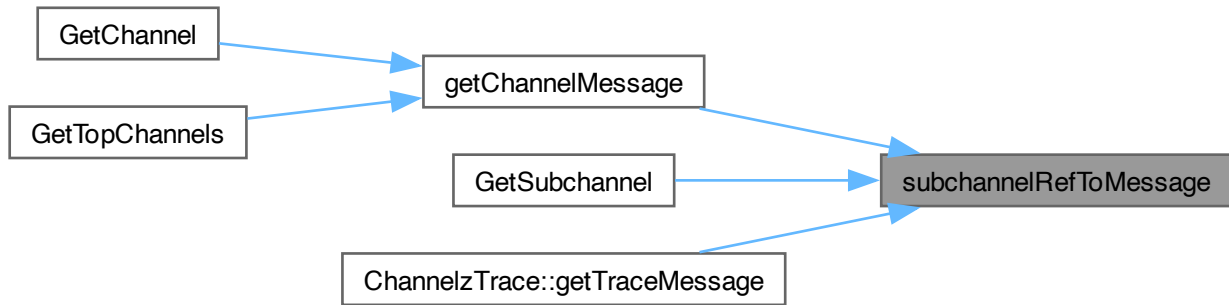 GetChannel
getChannelMessage
GetTopChannels
GetSubchannel
subchannelRefToMessage
ChannelzTrace::getTraceMessage